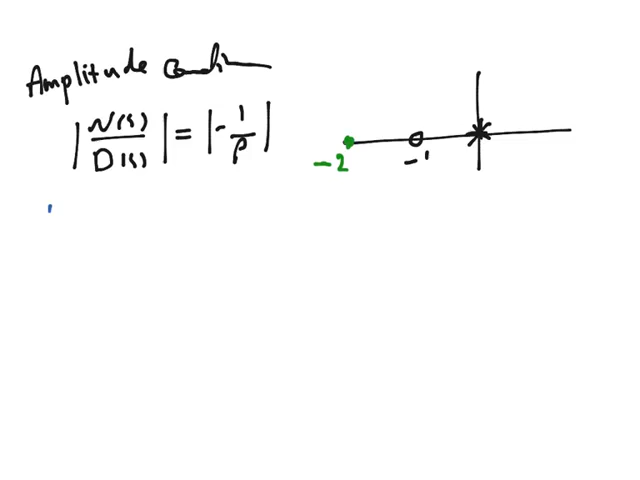 Amplitude
|N(s)/D(s)| = |-1/ρ|
-2
-1